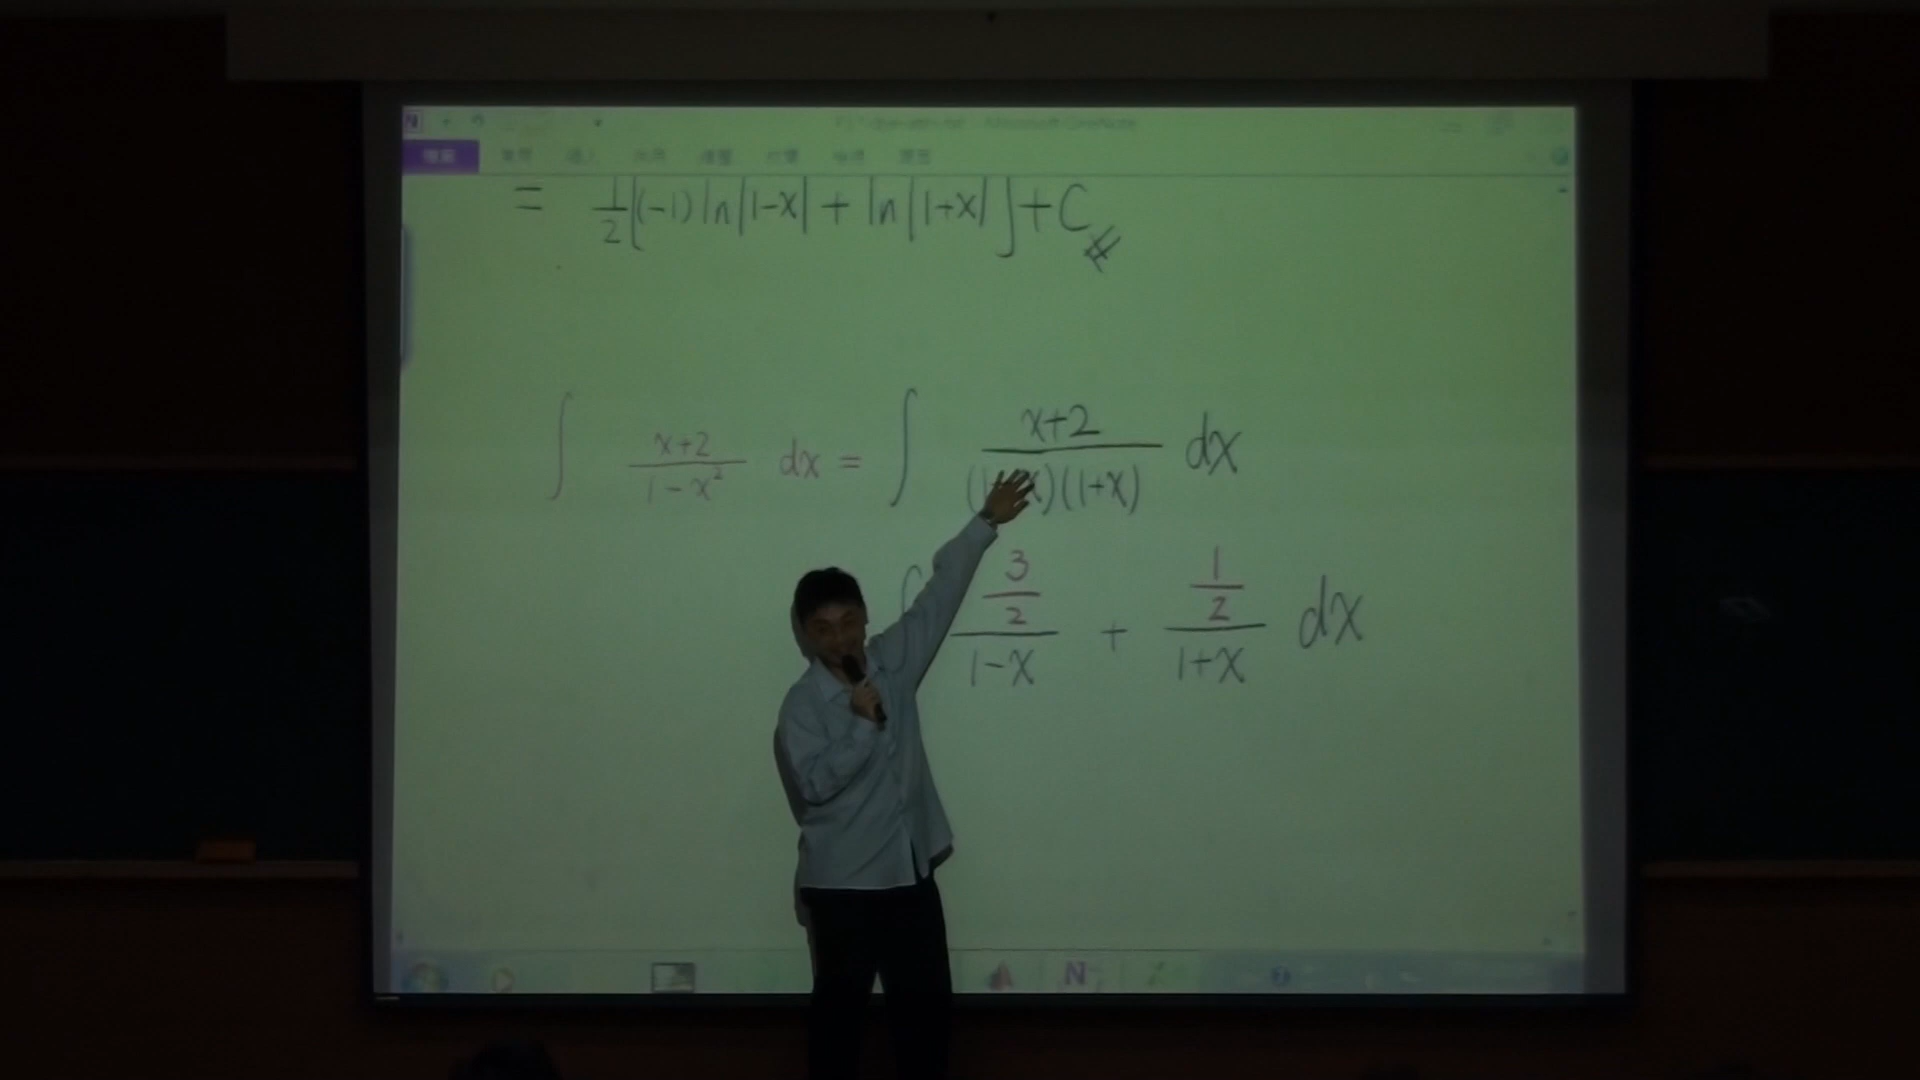 = 1/2[(-1)ln|1-x| + ln|1+x|]+C
∫ x+2/1-x² dx = ∫ x+2/(1-x)(1+x) dx
∫ 3/2/1-x + 1/2/1+x dx